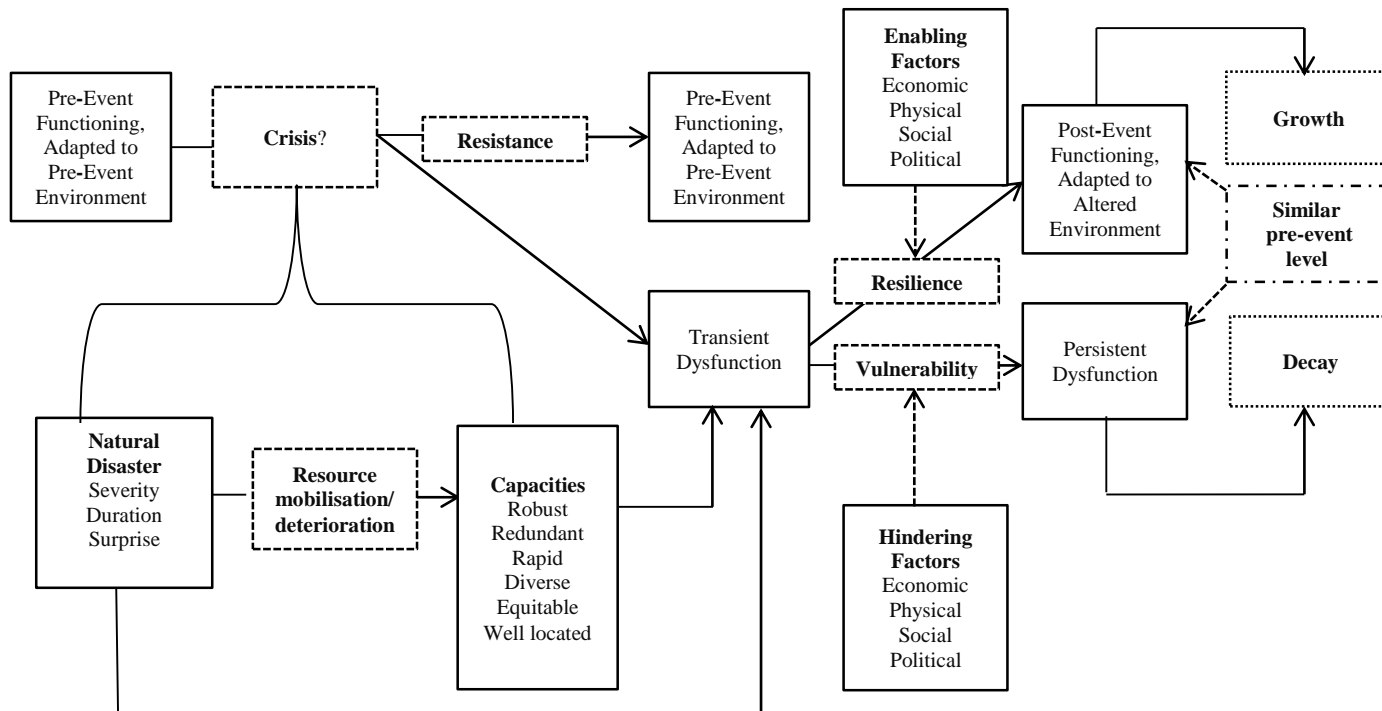 Pre-Event
Functioning,
Adapted to
Pre-Event
Environment
Crisis?
Resistance
Pre-Event
Functioning,
Adapted to
Pre-Event
Environment
Enabling
Factors
Economic
Physical
Social
Political
Post-Event
Functioning,
Adapted to
Altered
Environment
Growth
Similar
pre-event
level
Resilience
Transient
Dysfunction
Vulnerability
Persistent
Dysfunction
Decay
Natural
Disaster
Severity
Duration
Surprise
Resource
mobilisation/
deterioration
Capacities
Robust
Redundant
Rapid
Diverse
Equitable
Well located
Hindering
Factors
Economic
Physical
Social
Political